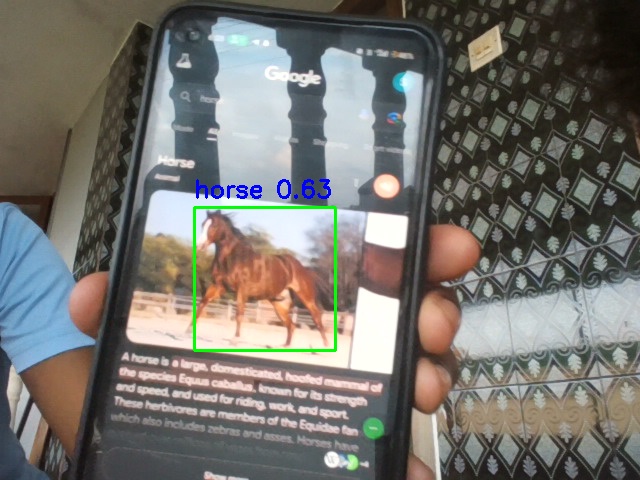 Google
Horse
Animal
horse 0.63
A horse is a large, domesticated, hoofed mammal of
the species Equus caballus, known for its strength
and speed, and used for riding, work, and sport.
These herbivores are members of the Equidae fan
which also includes zebras and asses. Horses have